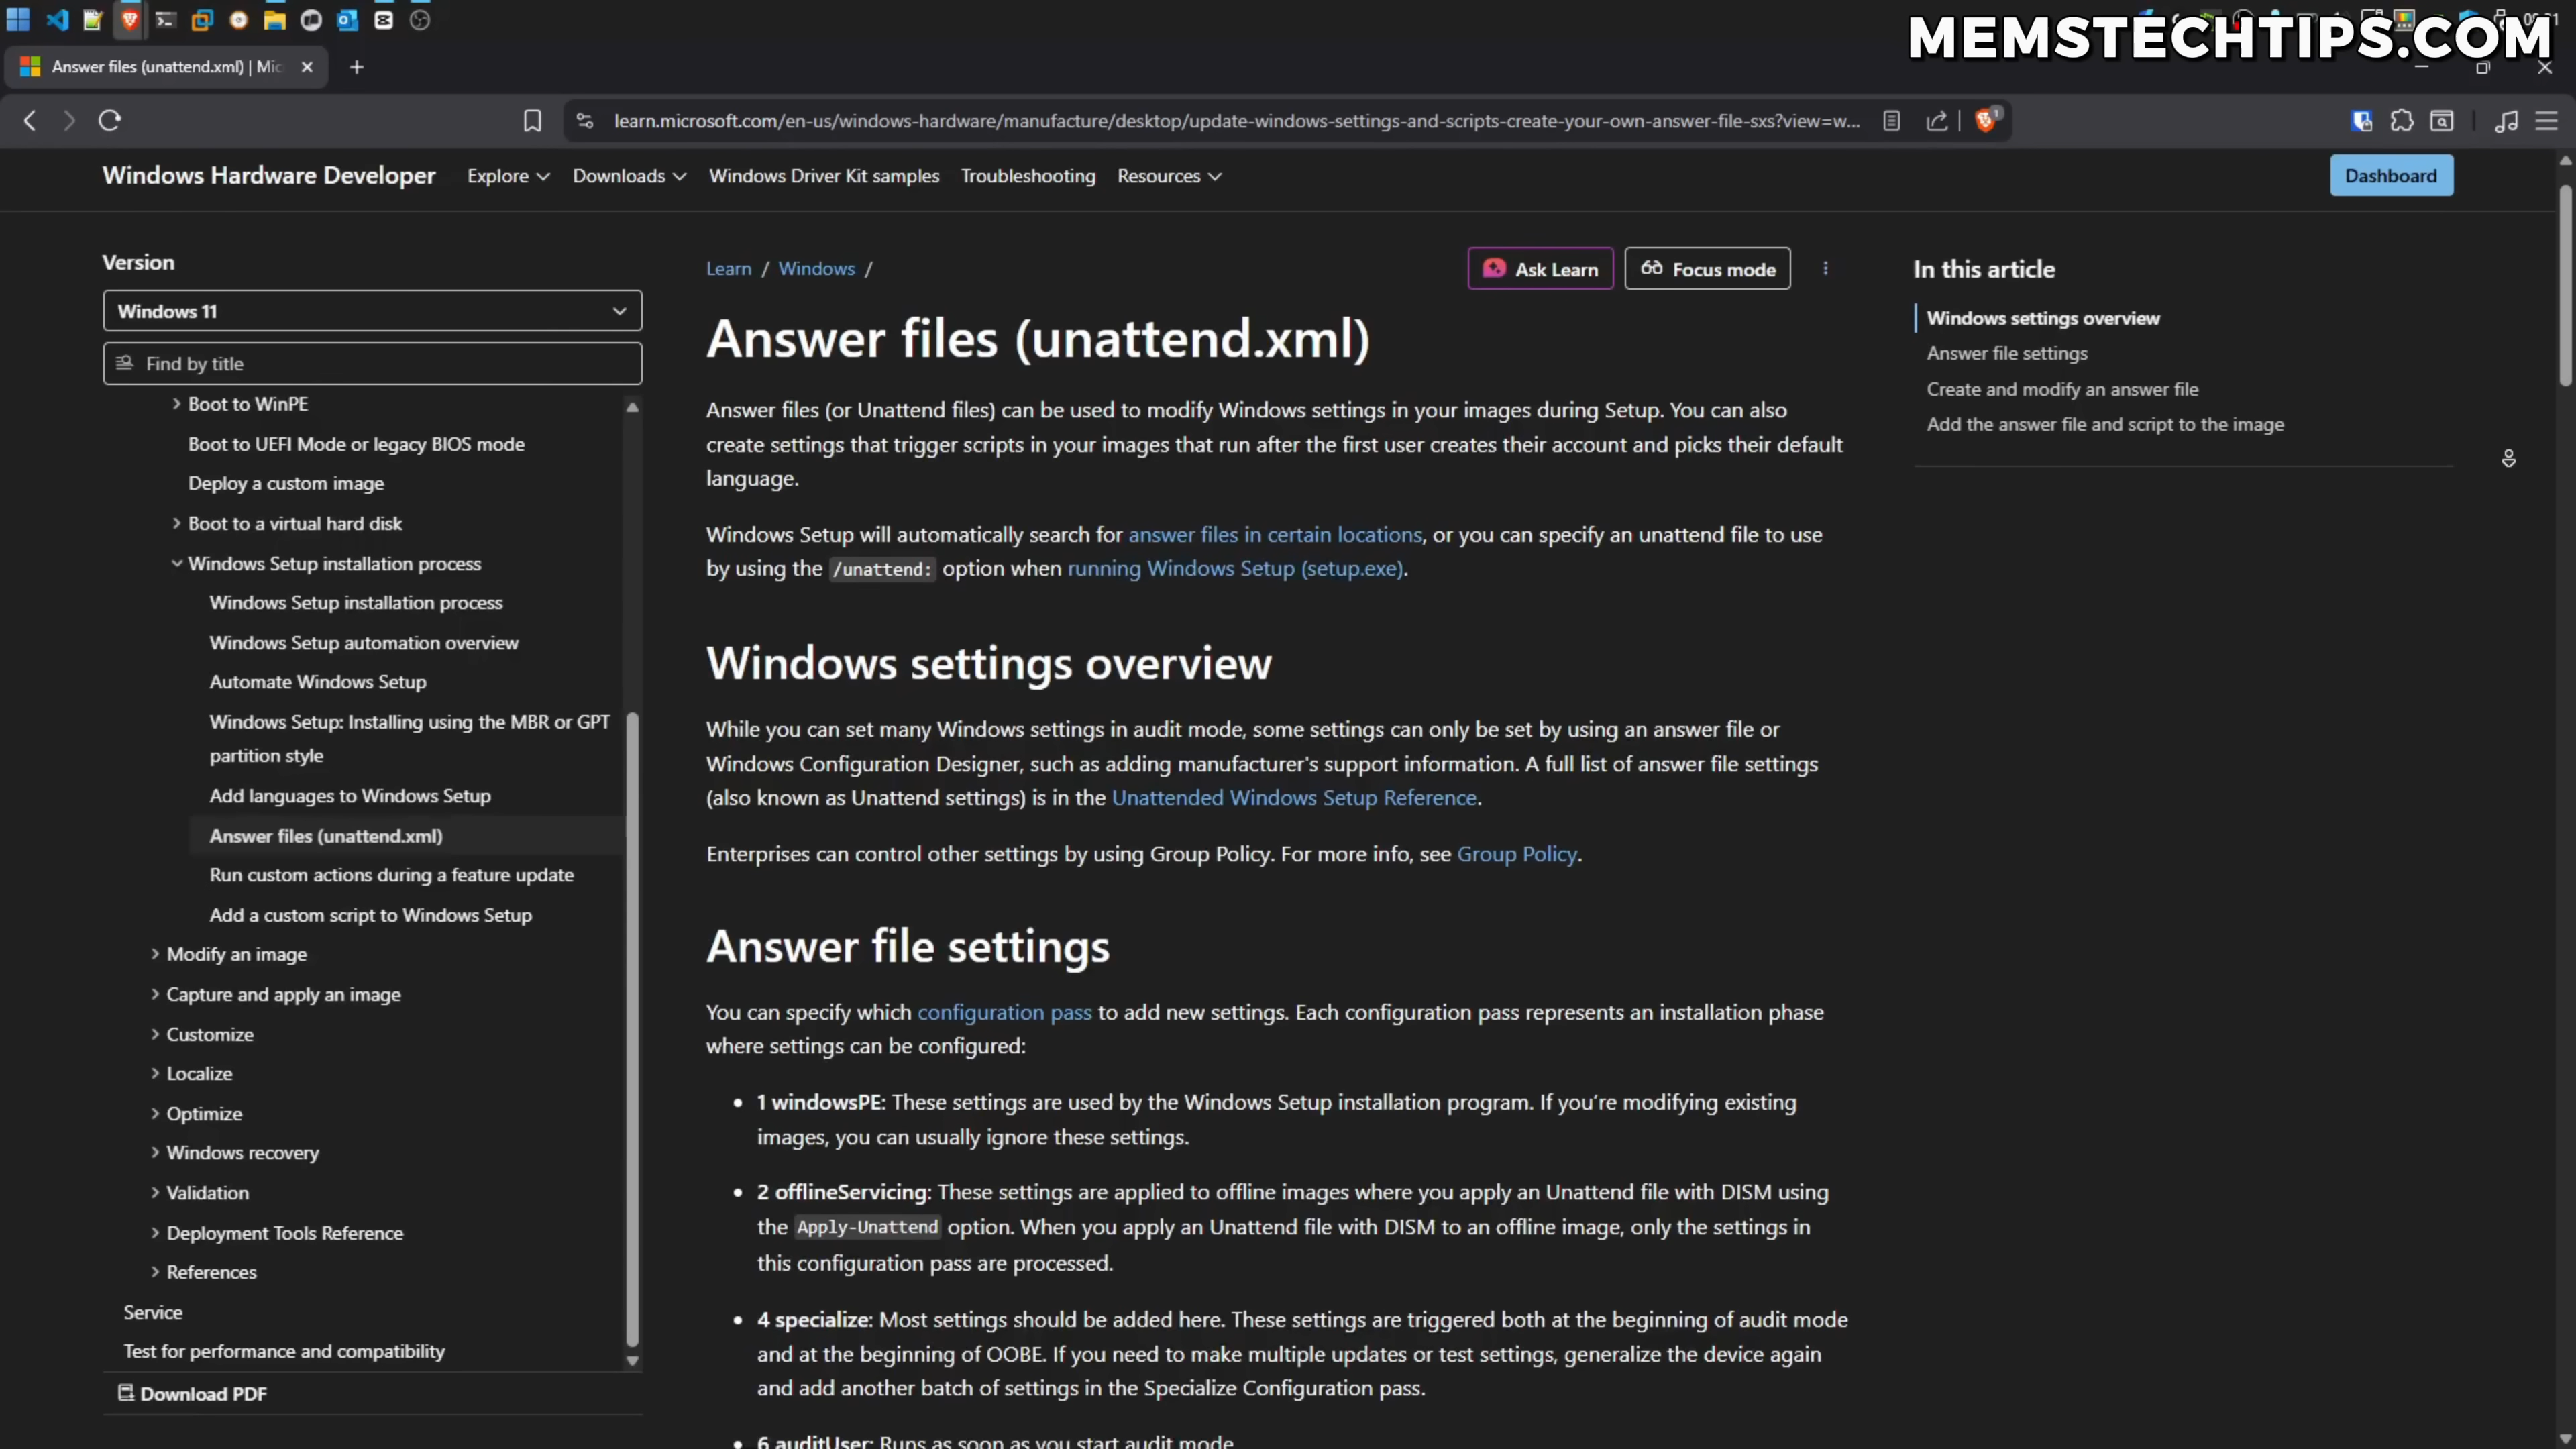 MEMSTECHTIPS.COM
Answer files (unattend.xml) | Mic
learn.microsoft.com/en-us/windows-hardware/manufacture/desktop/update-windows-settings-and-scripts-create-your-own-answer-file-sxs?view=w...
1
Windows Hardware Developer
Explore
Downloads
Windows Driver Kit samples
Troubleshooting
Resources
Dashboard
Version
Windows 11
Find by title
Boot to WinPE
Boot to UEFI Mode or legacy BIOS mode
Deploy a custom image
Boot to a virtual hard disk
Windows Setup installation process
Windows Setup installation process
Windows Setup automation overview
Automate Windows Setup
Windows Setup: Installing using the MBR or GPT
partition style
Add languages to Windows Setup
Answer files (unattend.xml)
Run custom actions during a feature update
Add a custom script to Windows Setup
Modify an image
Capture and apply an image
Customize
Localize
Optimize
Windows recovery
Validation
Deployment Tools Reference
References
Service
Test for performance and compatibility
Download PDF
Learn / Windows /
Ask Learn
Focus mode
Answer files (unattend.xml)
Answer files (or Unattend files) can be used to modify Windows settings in your images during Setup. You can also
create settings that trigger scripts in your images that run after the first user creates their account and picks their default
language.
Windows Setup will automatically search for answer files in certain locations, or you can specify an unattend file to use
by using the /unattend: option when running Windows Setup (setup.exe).
Windows settings overview
While you can set many Windows settings in audit mode, some settings can only be set by using an answer file or
Windows Configuration Designer, such as adding manufacturer's support information. A full list of answer file settings
(also known as Unattend settings) is in the Unattended Windows Setup Reference.
Enterprises can control other settings by using Group Policy. For more info, see Group Policy.
Answer file settings
You can specify which configuration pass to add new settings. Each configuration pass represents an installation phase
where settings can be configured:
• 1 windowsPE: These settings are used by the Windows Setup installation program. If you're modifying existing
images, you can usually ignore these settings.
• 2 offlineServicing: These settings are applied to offline images where you apply an Unattend file with DISM using
the Apply-Unattend option. When you apply an Unattend file with DISM to an offline image, only the settings in
this configuration pass are processed.
• 4 specialize: Most settings should be added here. These settings are triggered both at the beginning of audit mode
and at the beginning of OOBE. If you need to make multiple updates or test settings, generalize the device again
and add another batch of settings in the Specialize Configuration pass.
• 6 auditUser: Runs as soon as you start audit mode.
In this article
Windows settings overview
Answer file settings
Create and modify an answer file
Add the answer file and script to the image